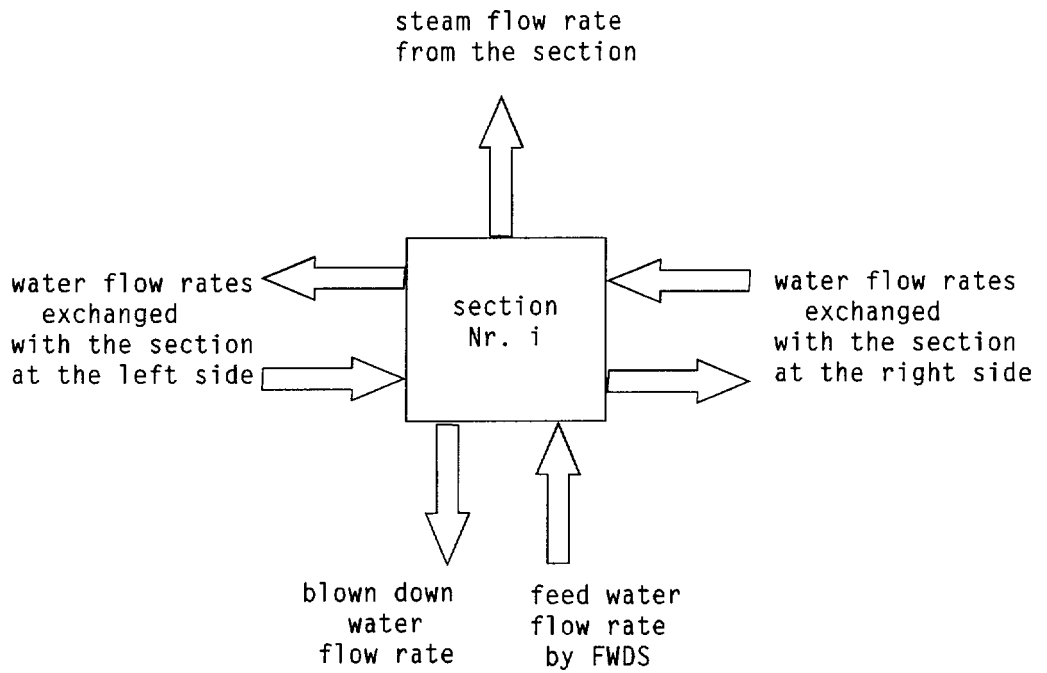 steam flow rate
from the section
water flow rates
exchanged
with the section
at the left side
section
Nr. i
water flow rates
exchanged
with the section
at the right side
blown down
water
flow rate
feed water
flow rate
by FWDS